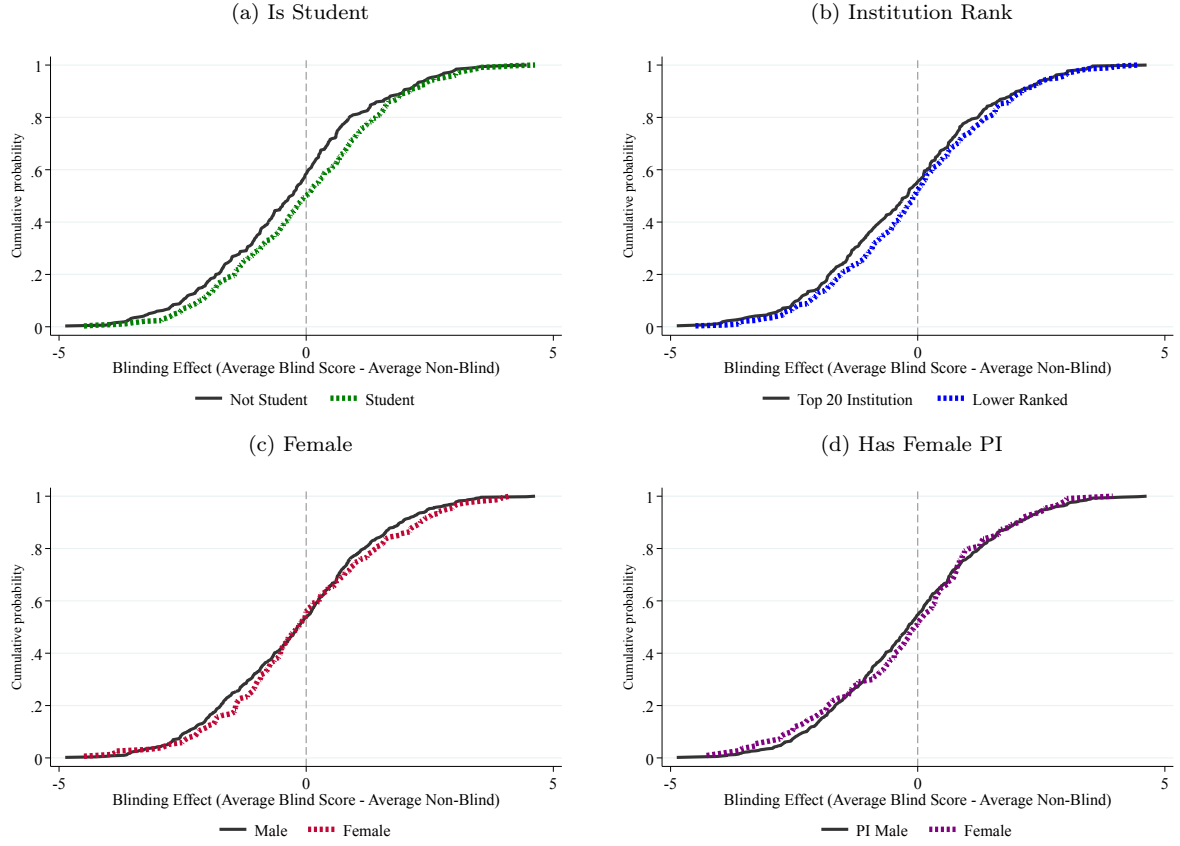 (a) Is Student
Cumulative probability
1
.8
.6
.4
.2
0
-5 0 5
Blinding Effect (Average Blind Score - Average Non-Blind)
Not Student Student
(b) Institution Rank
Cumulative probability
1
.8
.6
.4
.2
0
-5 0 5
Blinding Effect (Average Blind Score - Average Non-Blind)
Top 20 Institution Lower Ranked
(c) Female
Cumulative probability
1
.8
.6
.4
.2
0
-5 0 5
Blinding Effect (Average Blind Score - Average Non-Blind)
Male Female
(d) Has Female PI
Cumulative probability
1
.8
.6
.4
.2
0
-5 0 5
Blinding Effect (Average Blind Score - Average Non-Blind)
PI Male Female